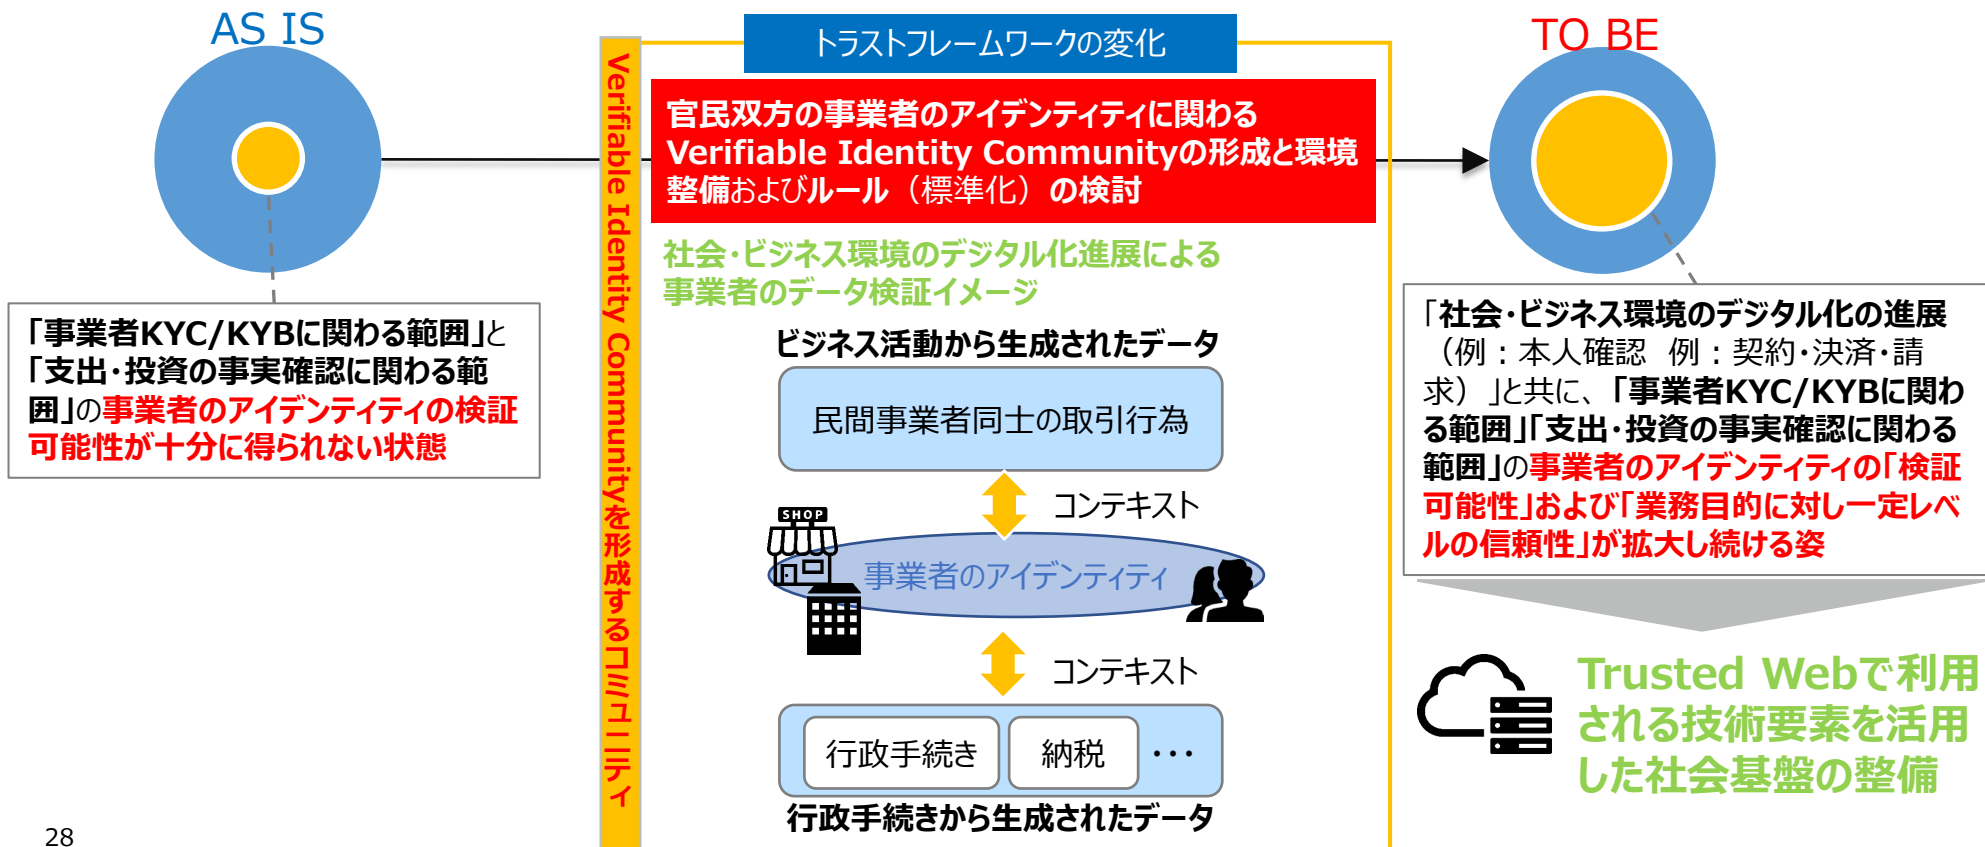 AS IS
「事業者KYC/KYBに関わる範囲」と
「支出・投資の事実確認に関わる範
囲」の事業者のアイデンティティの検証
可能性が十分に得られない状態
Verifiable Identity Communityを形成するコミュニティ
トラストフレームワークの変化
官民双方の事業者のアイデンティティに関わる
Verifiable Identity Communityの形成と環境
整備およびルール（標準化）の検討
社会・ビジネス環境のデジタル化進展による
事業者のデータ検証イメージ
ビジネス活動から生成されたデータ
民間事業者同士の取引行為
コンテキスト
SHOP
事業者のアイデンティティ
コンテキスト
行政手続き
納税
・・・
行政手続きから生成されたデータ
TO BE
「社会・ビジネス環境のデジタル化の進展
（例：本人確認　例：契約・決済・請
求）」と共に、「事業者KYC/KYBに関わ
る範囲」「支出・投資の事実確認に関わる
範囲」の事業者のアイデンティティの「検証
可能性」および「業務目的に対し一定レベ
ルの信頼性」が拡大し続ける姿
Trusted Webで利用
される技術要素を活用
した社会基盤の整備
28